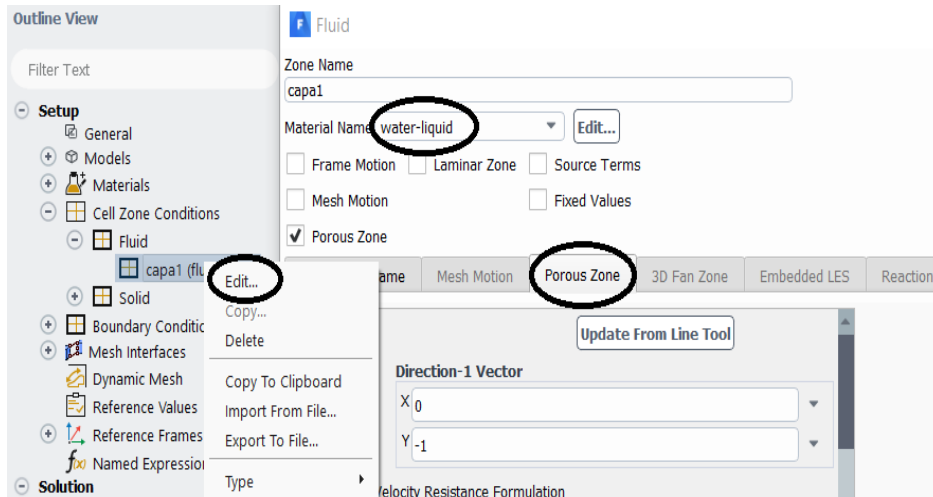 Outline View
Filter Text
Setup
General
Models
Materials
Cell Zone Conditions
Fluid
capa1 (flu
Solid
Boundary Conditio
Mesh Interfaces
Dynamic Mesh
Reference Values
Reference Frames
f(x) Named Expression
Solution
Edit...
Copy...
Delete
Copy To Clipboard
Import From File...
Export To File...
Type
F Fluid
Zone Name
capa1
Material Name water-liquid Edit...
Frame Motion Laminar Zone Source Terms
Mesh Motion Fixed Values
Porous Zone
ame Mesh Motion Porous Zone 3D Fan Zone Embedded LES Reaction
Update From Line Tool
Direction-1 Vector
X 0
Y -1
elocity Resistance Formulation